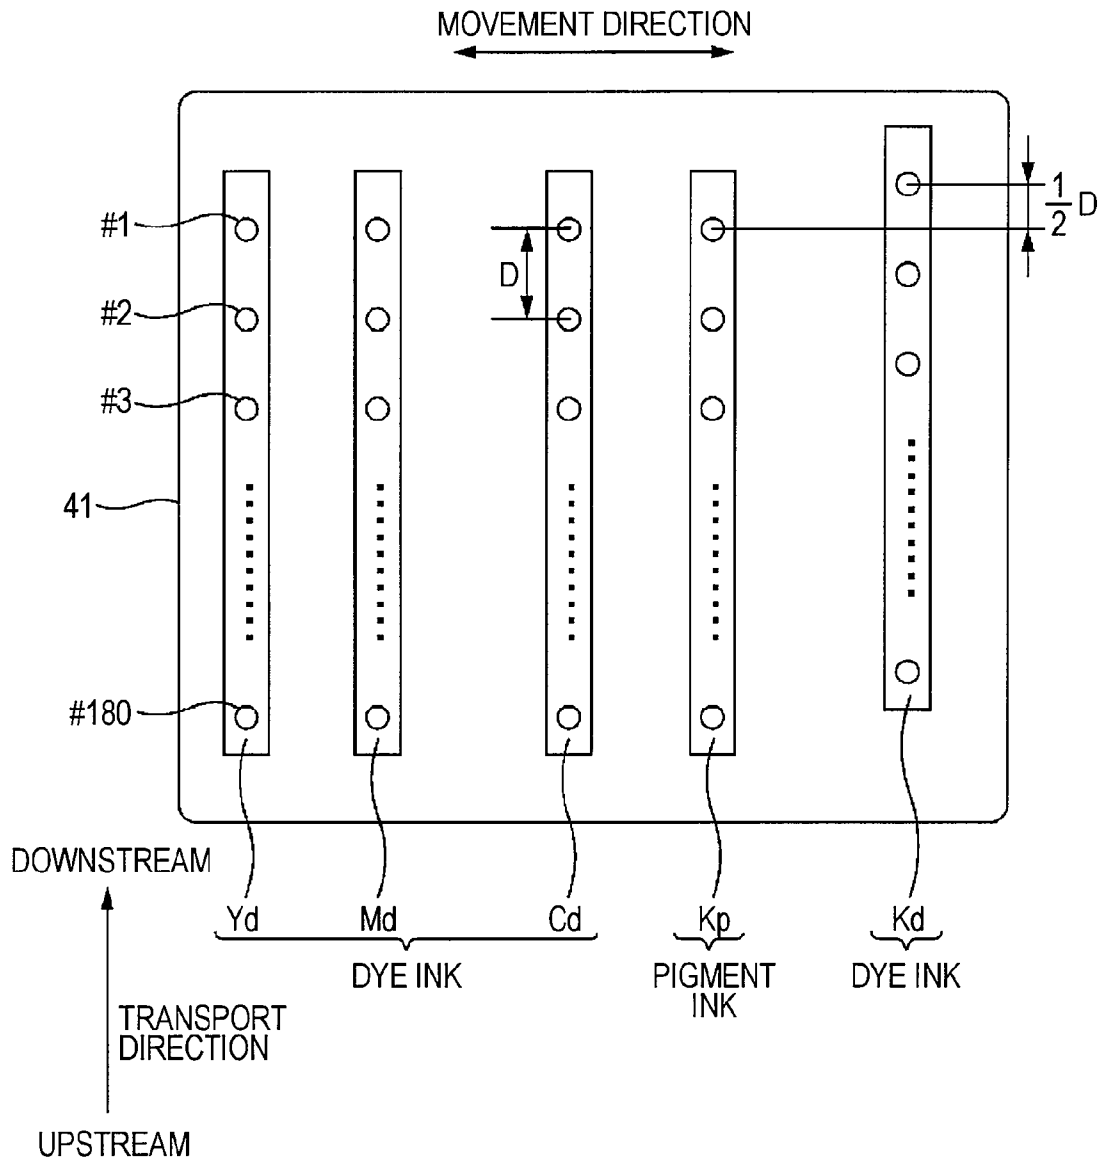 MOVEMENT DIRECTION
#1
1/2 D
D
#2
#3
41
#180
DOWNSTREAM
Yd Md Cd Kp Kd
DYE INK
PIGMENT
INK
DYE INK
TRANSPORT
DIRECTION
UPSTREAM